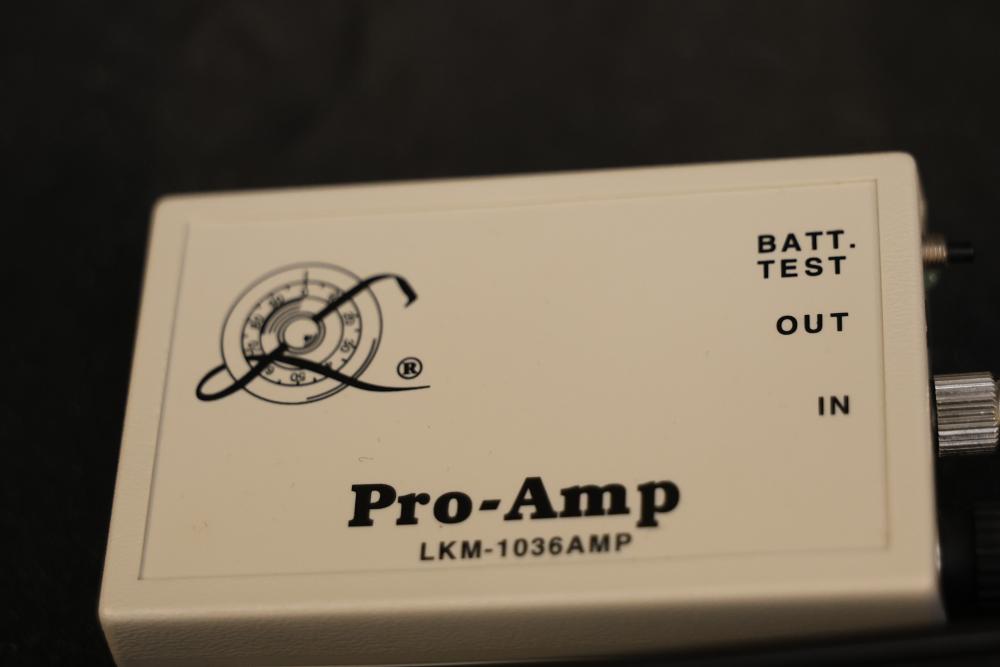 BATT.
TEST
OUT
IN
®
Pro-Amp
LKM-1036AMP